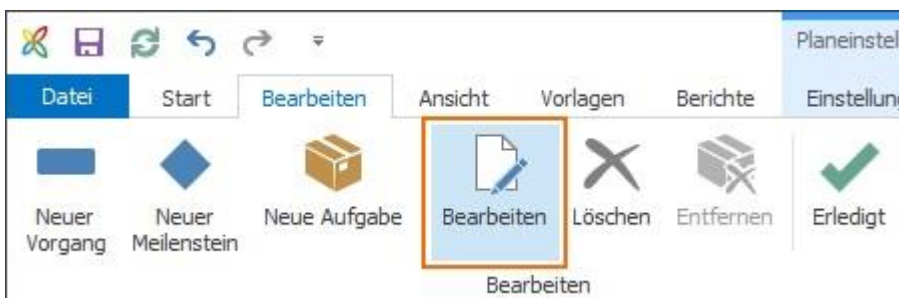 Planeinstel
Datei Start Bearbeiten Ansicht Vorlagen Berichte Einstellung
Neuer Vorgang Neuer Meilenstein Neue Aufgabe Bearbeiten Löschen Entfernen Erledigt
Bearbeiten